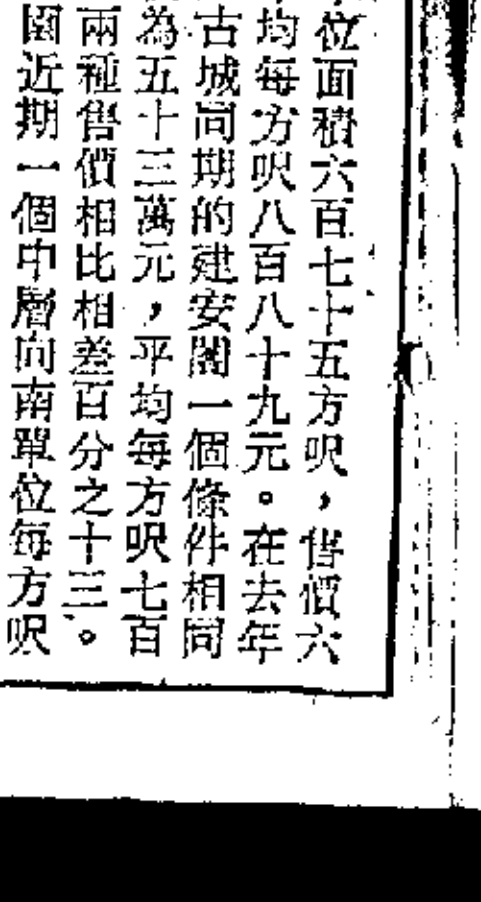 位面積六百七十五方呎，售價六
均每方呎八百八十九元。在去年
古城同期的建安閣一個條件相同
為五十三萬元，平均每方呎七百
兩種售價相比相差百分之十三。
園近期一個中層向南單位每方呎